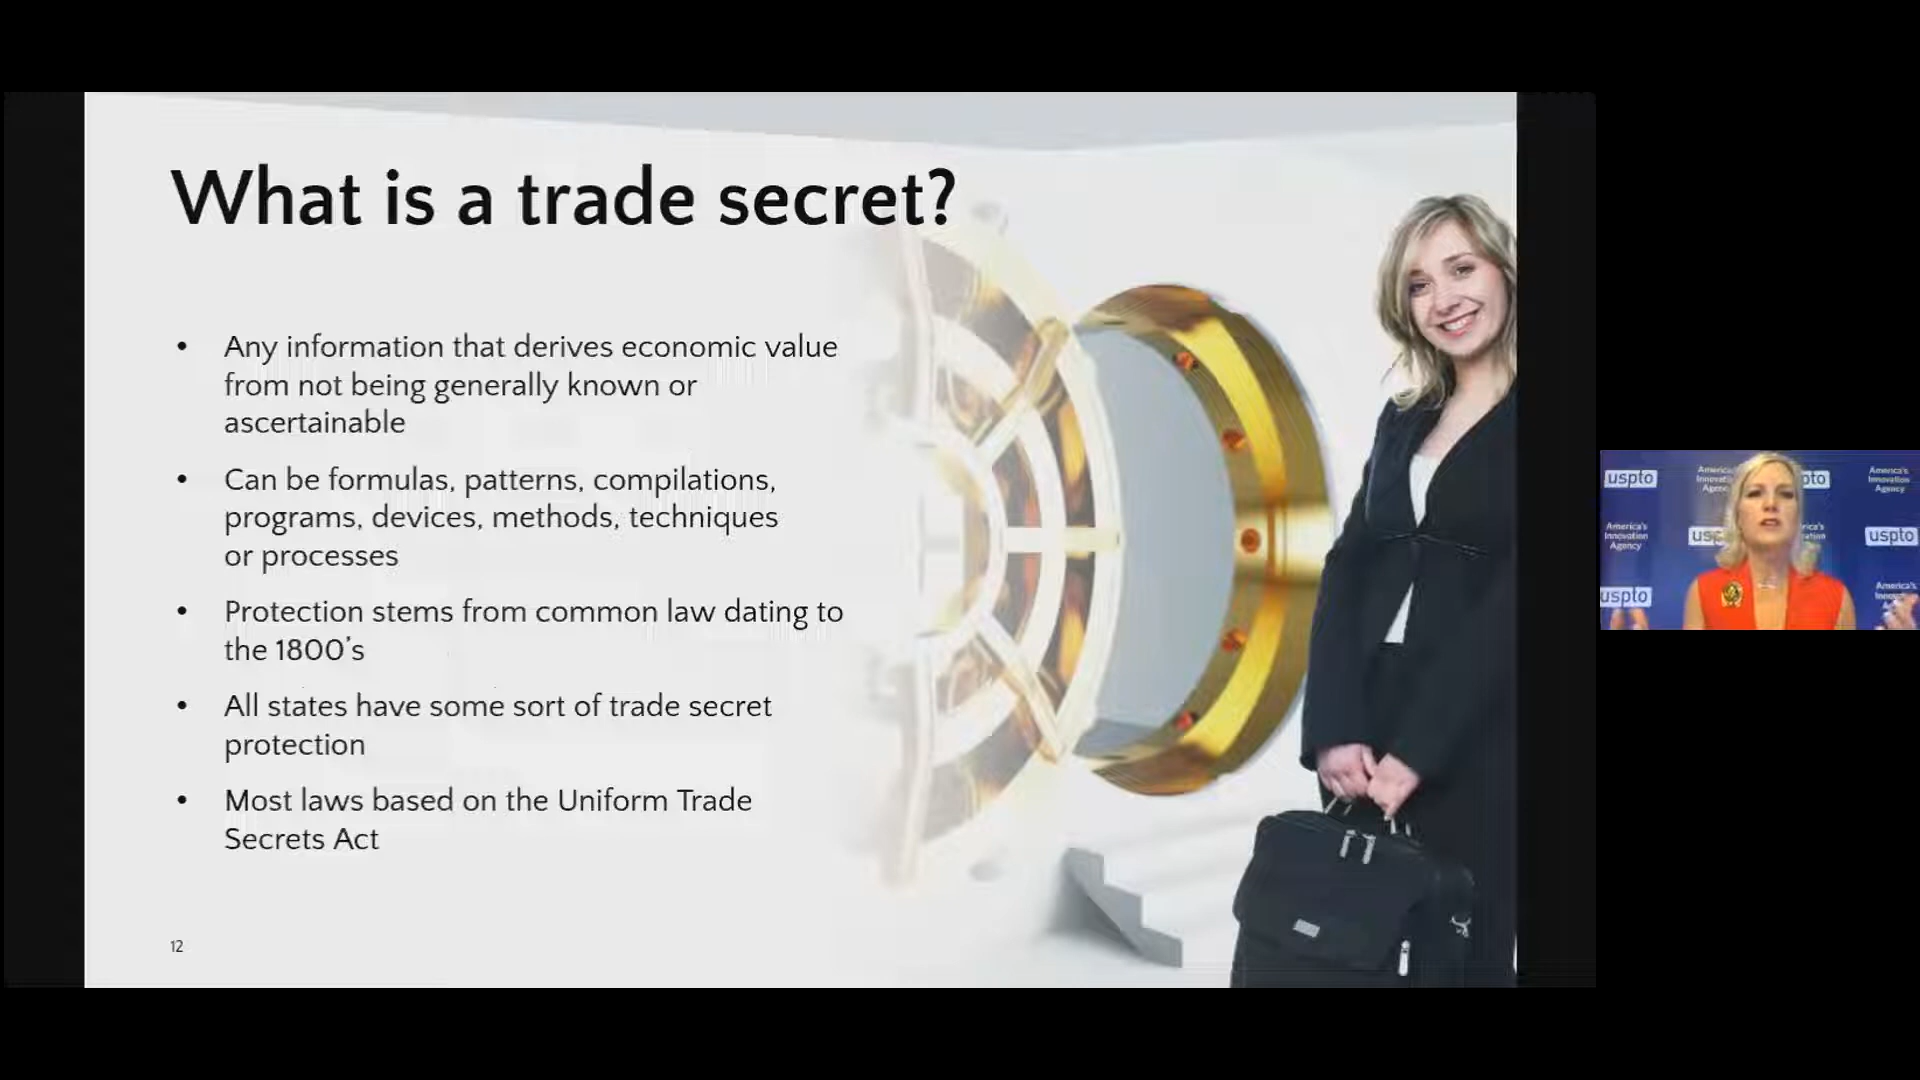 What is a trade secret?
• Any information that derives economic value
from not being generally known or
ascertainable
• Can be formulas, patterns, compilations,
programs, devices, methods, techniques
or processes
• Protection stems from common law dating to
the 1800's
• All states have some sort of trade secret
protection
• Most laws based on the Uniform Trade
Secrets Act
12
uspto
America's
Innovation
Agency
America's
Innovation
Agency
uspto
uspto
America's